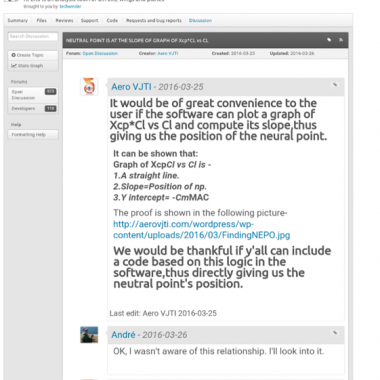 Brought to you by techwinder
Summary Files Reviews Support Code Requests and bug reports Discussion
Search Discussion
Create Topic
Stats Graph
Forums
Open
Discussion
Developers
Help
Formatting Help
NEUTRAL POINT IS AT THE SLOPE OF GRAPH OF Xcp*CL vs CL
Forum: Open Discussion Creator: Aero VJTI Created: 2016-03-25 Updated: 2016-03-26
Aero VJTI - 2016-03-25
It would be of great convenience to the
user if the software can plot a graph of
Xcp*Cl vs Cl and compute its slope,thus
giving us the position of the neural point.
It can be shown that:
Graph of XcpCl vs Cl is -
1.A straight line.
2.Slope=Position of np.
3.Y intercept= -CmMAC
The proof is shown in the following picture-
http://aerovjti.com/wordpress/wp-
content/uploads/2016/03/FindingNEPO.jpg
We would be thankful if y'all can include
a code based on this logic in the
software,thus directly giving us the
neutral point's position.
Last edit: Aero VJTI 2016-03-25
André - 2016-03-26
OK, I wasn't aware of this relationship. I'll look into it.